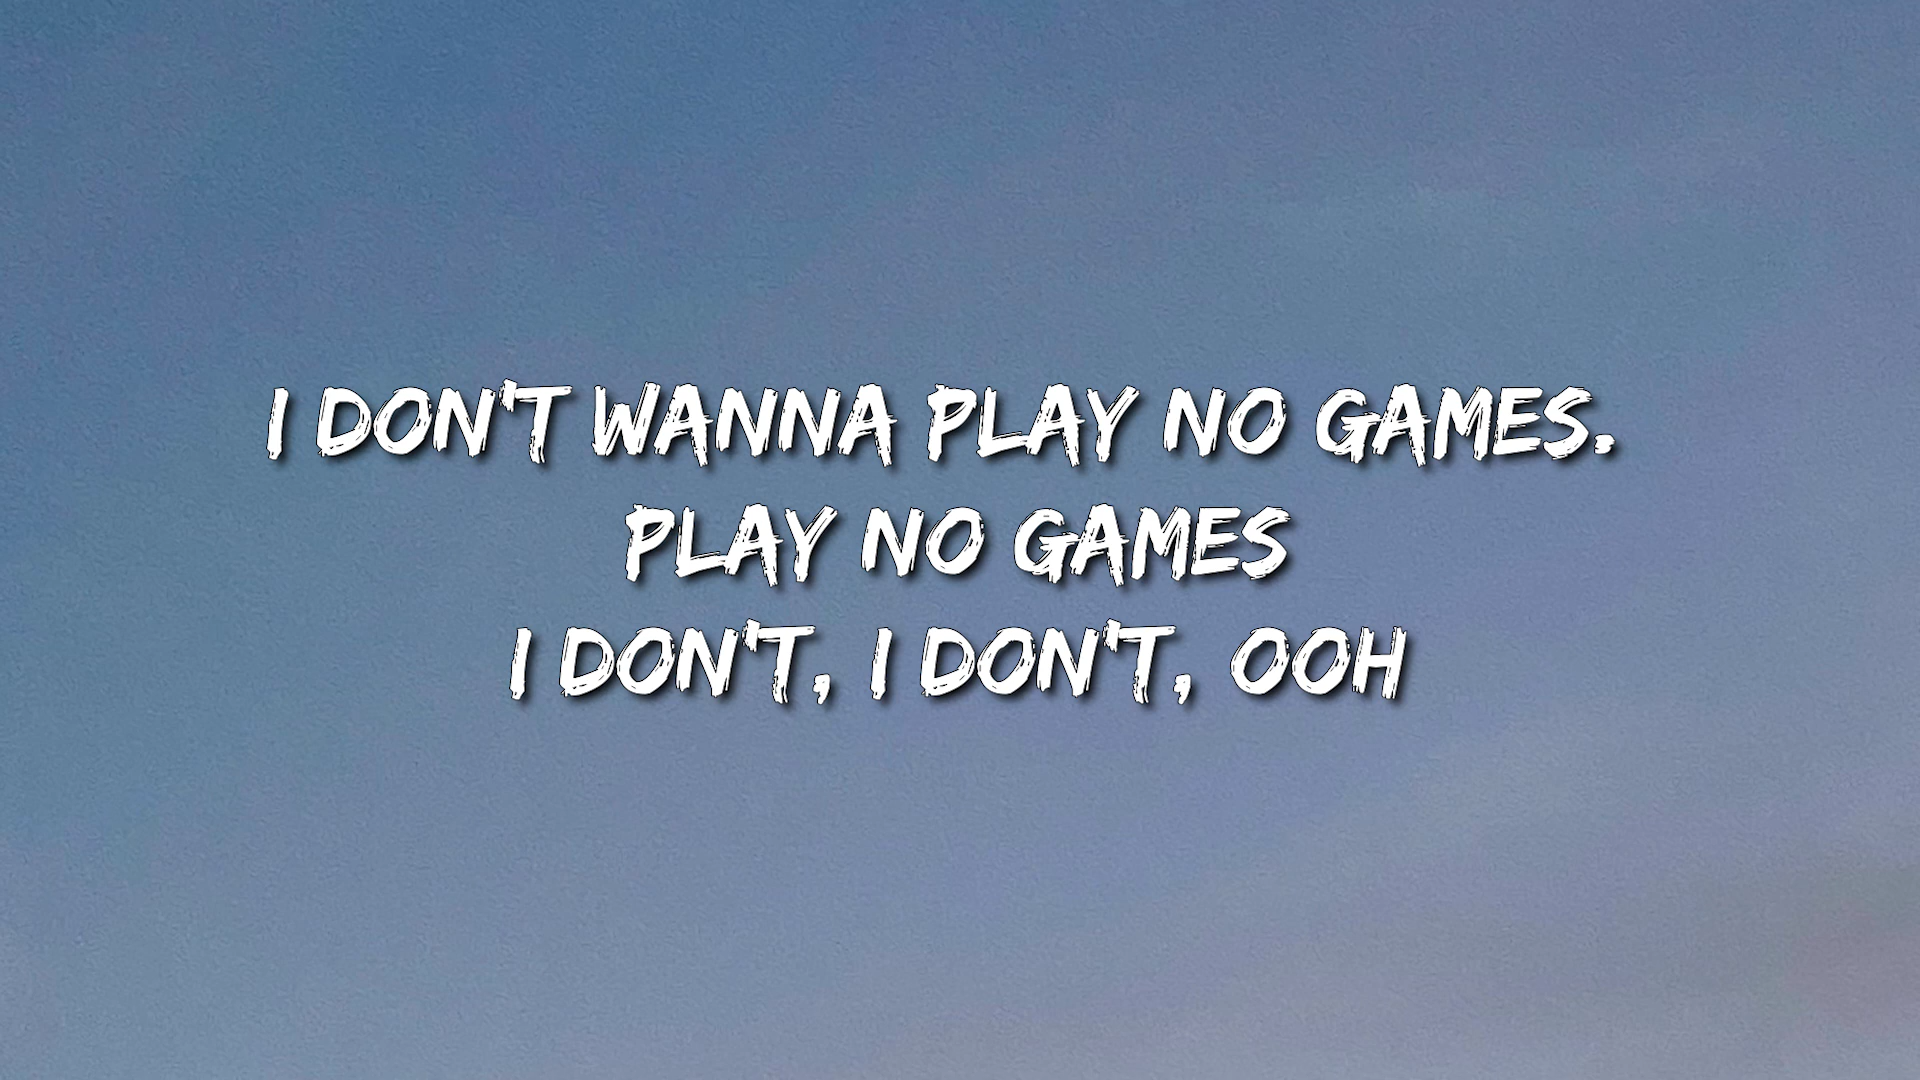 I DON'T WANNA PLAY NO GAMES.
PLAY NO GAMES
I DON'T, I DON'T, OOH